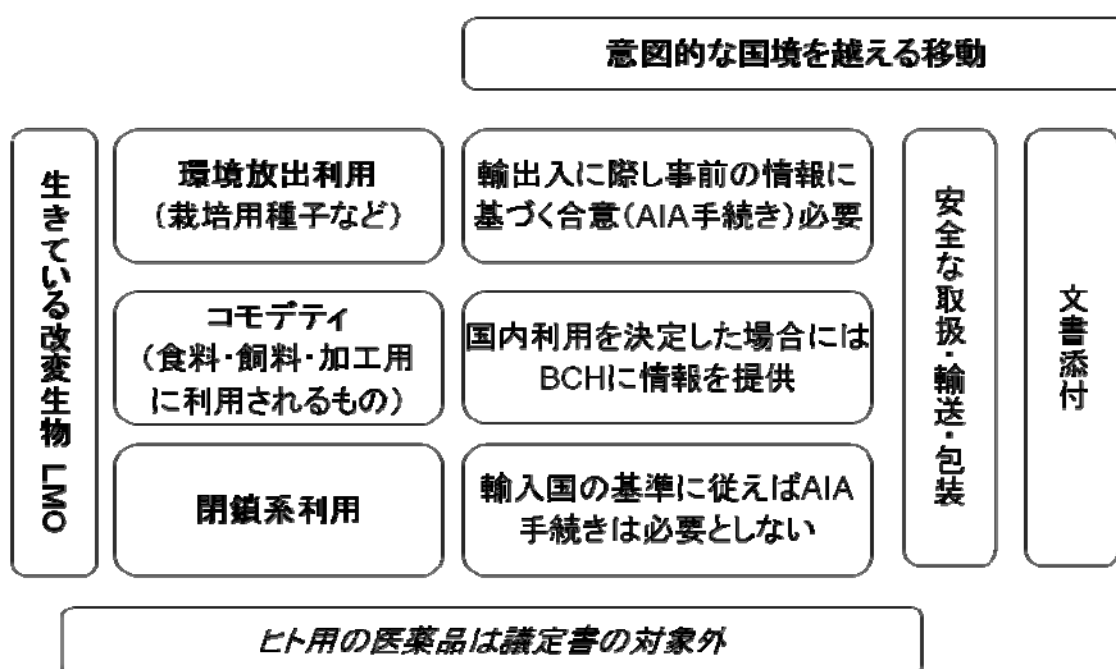 意図的な国境を越える移動
生きている改変生物 LMO
環境放出利用
（栽培用種子など）
輸出入に際し事前の情報に
基づく合意（AIA手続き）必要
コモデティ
（食料・飼料・加工用
に利用されるもの）
国内利用を決定した場合には
BCHに情報を提供
閉鎖系利用
輸入国の基準に従えばAIA
手続きは必要としない
安全な取扱・輸送・包装
文書添付
ヒト用の医薬品は議定書の対象外